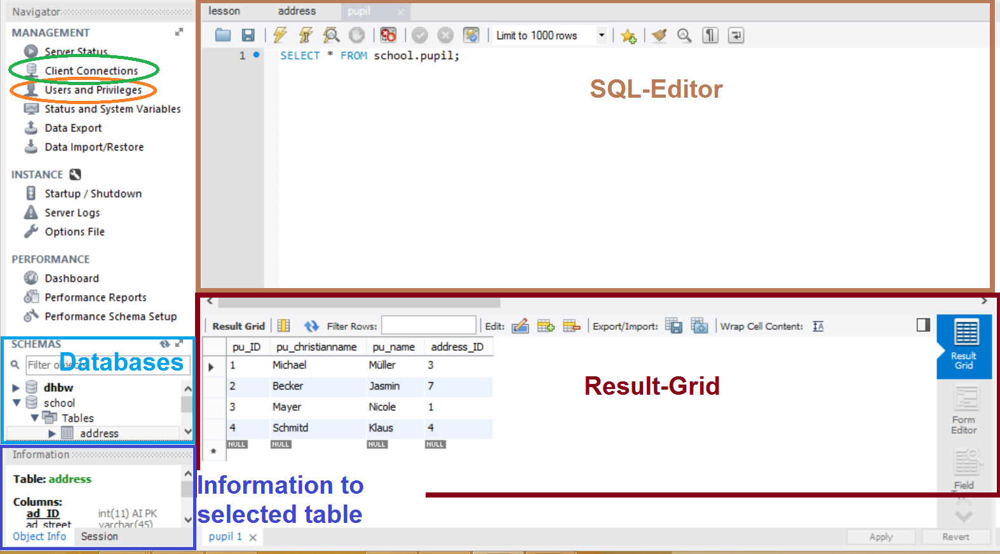 Navigator
MANAGEMENT
Server Status
Client Connections
Users and Privileges
Status and System Variables
Data Export
Data Import/Restore
INSTANCE
Startup / Shutdown
Server Logs
Options File
PERFORMANCE
Dashboard
Performance Reports
Performance Schema Setup
SCHEMAS
Databases
Filter objects
dhbw
school
Tables
address
Information
Table: address
Columns:
ad_ID int(11) AI PK
ad_street varchar(45)
Object Info Session
lesson address pupil
Limit to 1000 rows
1 SELECT * FROM school.pupil;
SQL-Editor
Result Grid Filter Rows: Edit: Export/Import: Wrap Cell Content: IA
pu_ID pu_christianname pu_name address_ID
1 Michael Müller 3
2 Becker Jasmin 7
3 Mayer Nicole 1
4 Schmitd Klaus 4
NULL NULL NULL NULL
*
Result-Grid
Result
Grid
Form
Editor
Field
Information to
selected table
pupil 1
Apply Revert